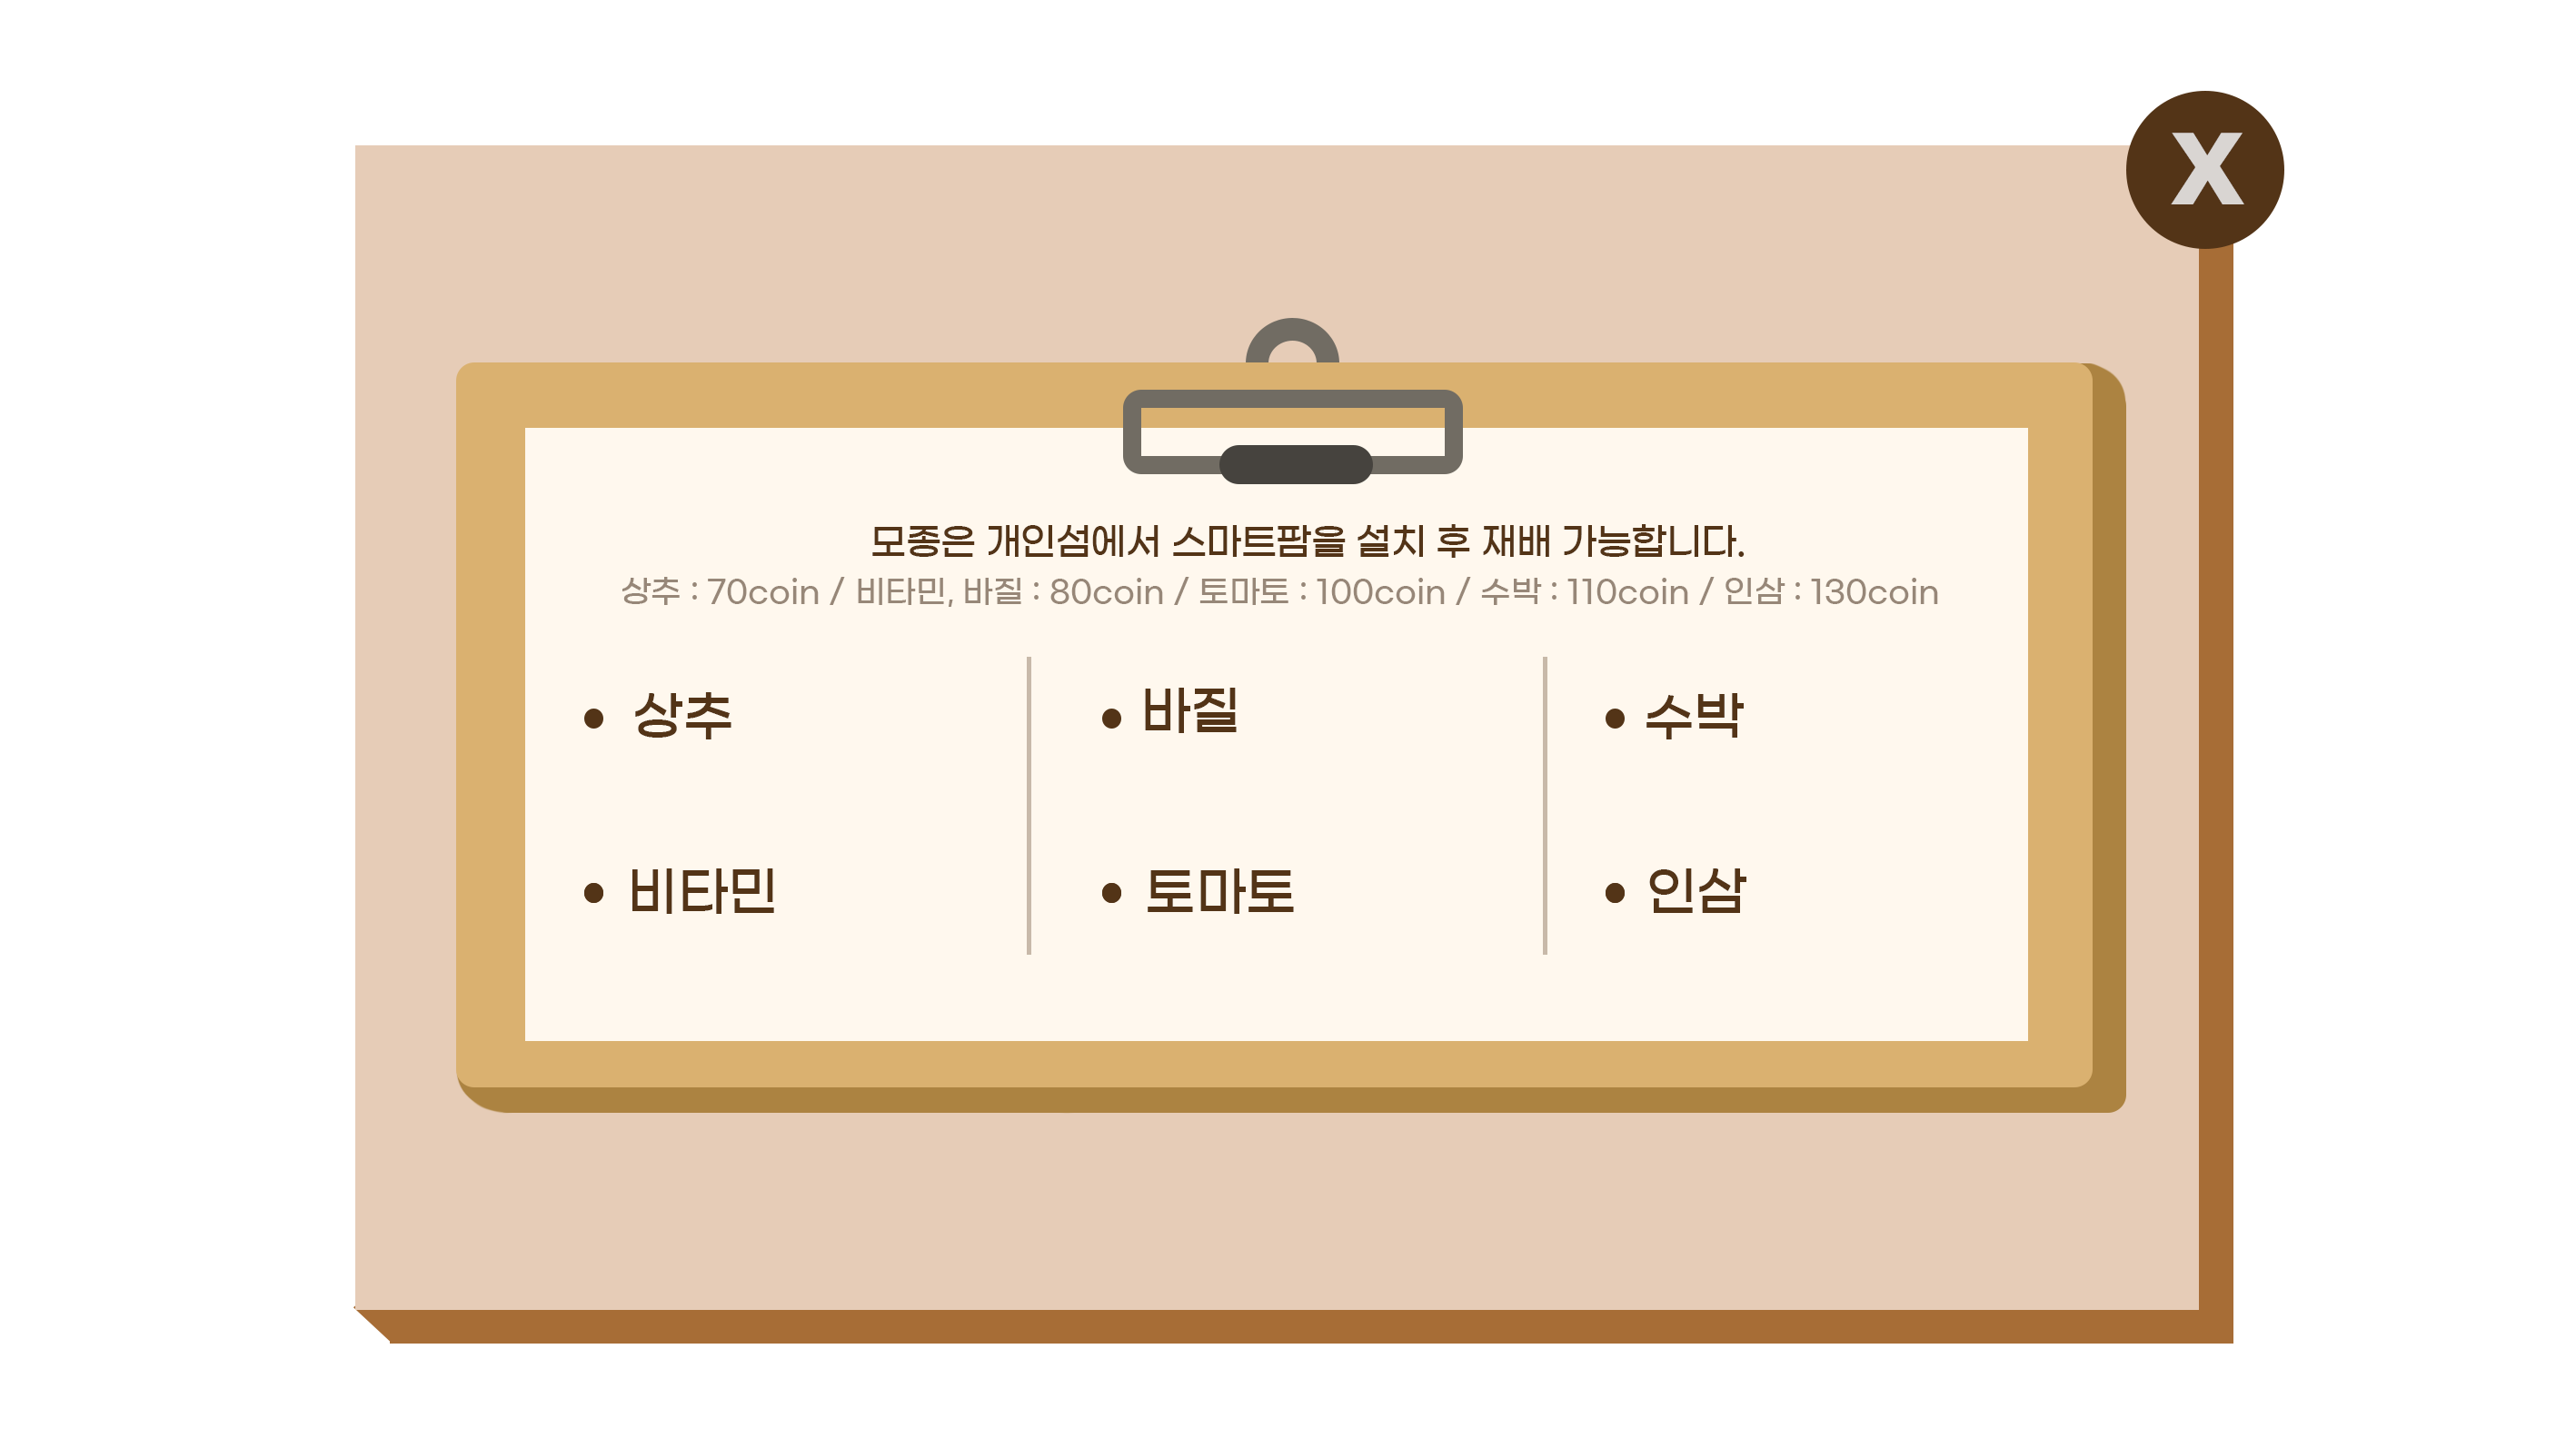 X
모종은 개인섬에서 스마트팜을 설치 후 재배 가능합니다.
상추 : 70coin / 비타민, 바질 : 80coin / 토마토 : 100coin / 수박 : 110coin / 인삼 : 130coin
• 상추
• 비타민
• 바질
• 토마토
• 수박
• 인삼